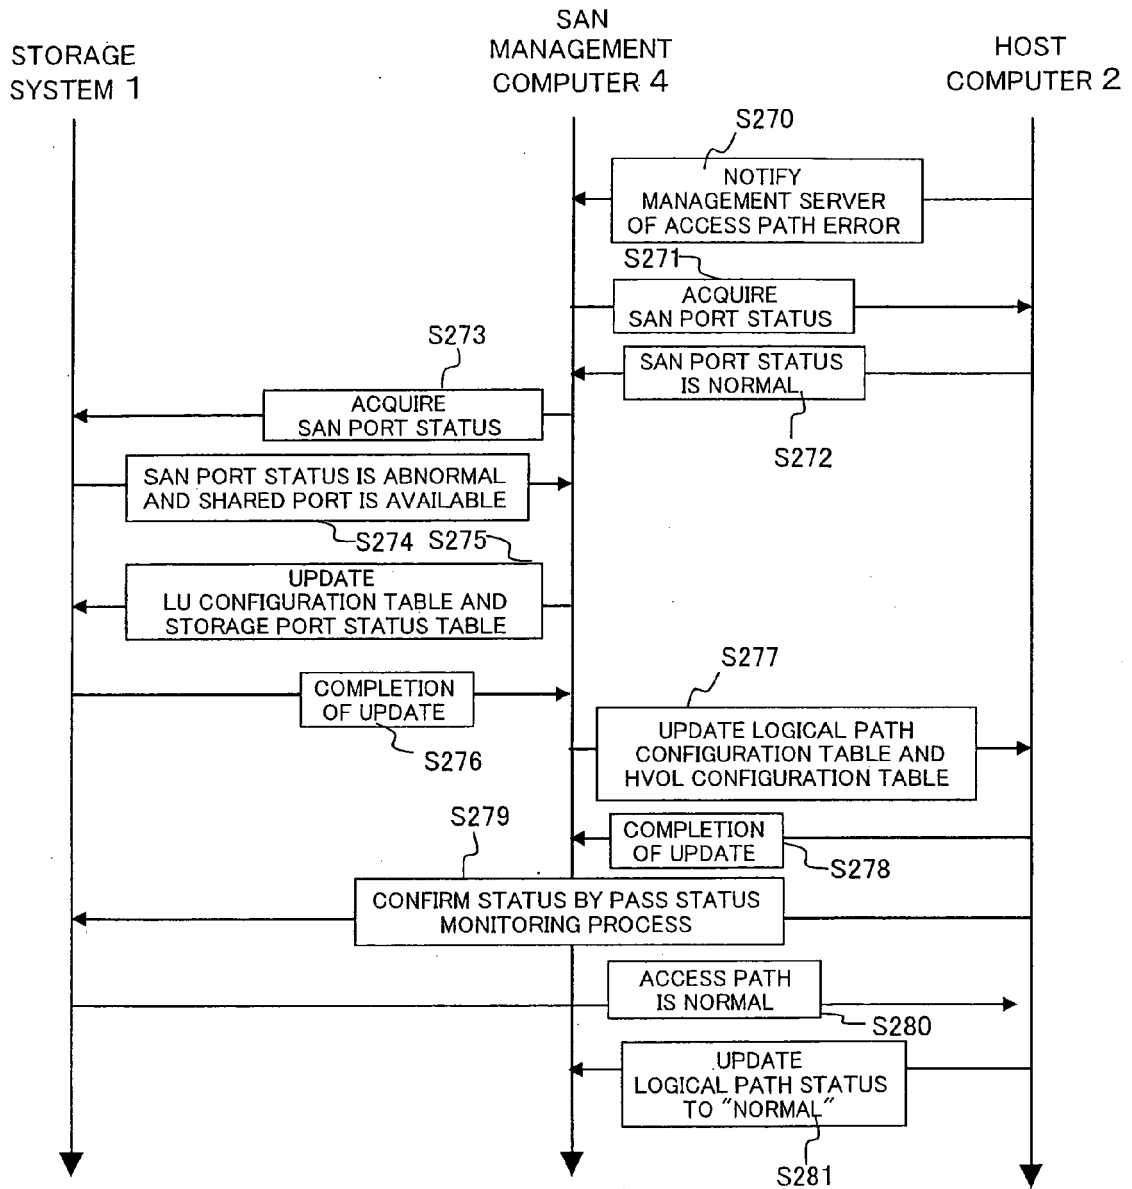 STORAGE
SYSTEM 1
SAN
MANAGEMENT
COMPUTER 4
HOST
COMPUTER 2
S270
NOTIFY
MANAGEMENT SERVER
OF ACCESS PATH ERROR
S271
ACQUIRE
SAN PORT STATUS
SAN PORT STATUS
IS NORMAL
S272
S273
ACQUIRE
SAN PORT STATUS
SAN PORT STATUS IS ABNORMAL
AND SHARED PORT IS AVAILABLE
S274
S275
UPDATE
LU CONFIGURATION TABLE AND
STORAGE PORT STATUS TABLE
COMPLETION
OF UPDATE
S276
S277
UPDATE LOGICAL PATH
CONFIGURATION TABLE AND
HVOL CONFIGURATION TABLE
COMPLETION
OF UPDATE
S278
S279
CONFIRM STATUS BY PASS STATUS
MONITORING PROCESS
ACCESS PATH
IS NORMAL
S280
UPDATE
LOGICAL PATH STATUS
TO "NORMAL"
S281